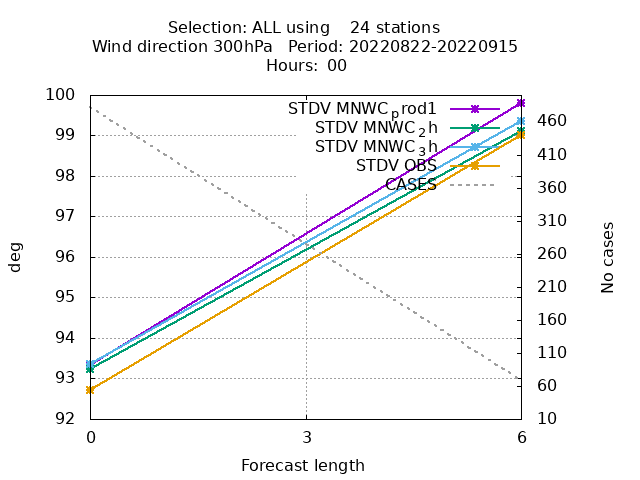 Selection: ALL using    24 stations
Wind direction 300hPa   Period: 20220822-20220915
Hours: 00
deg
No cases
100
99
98
97
96
95
94
93
92
STDV MNWC_prod1
STDV MNWC_2h
STDV MNWC_3h
STDV OBS
CASES
460
410
360
310
260
210
160
110
60
10
0
3
6
Forecast length